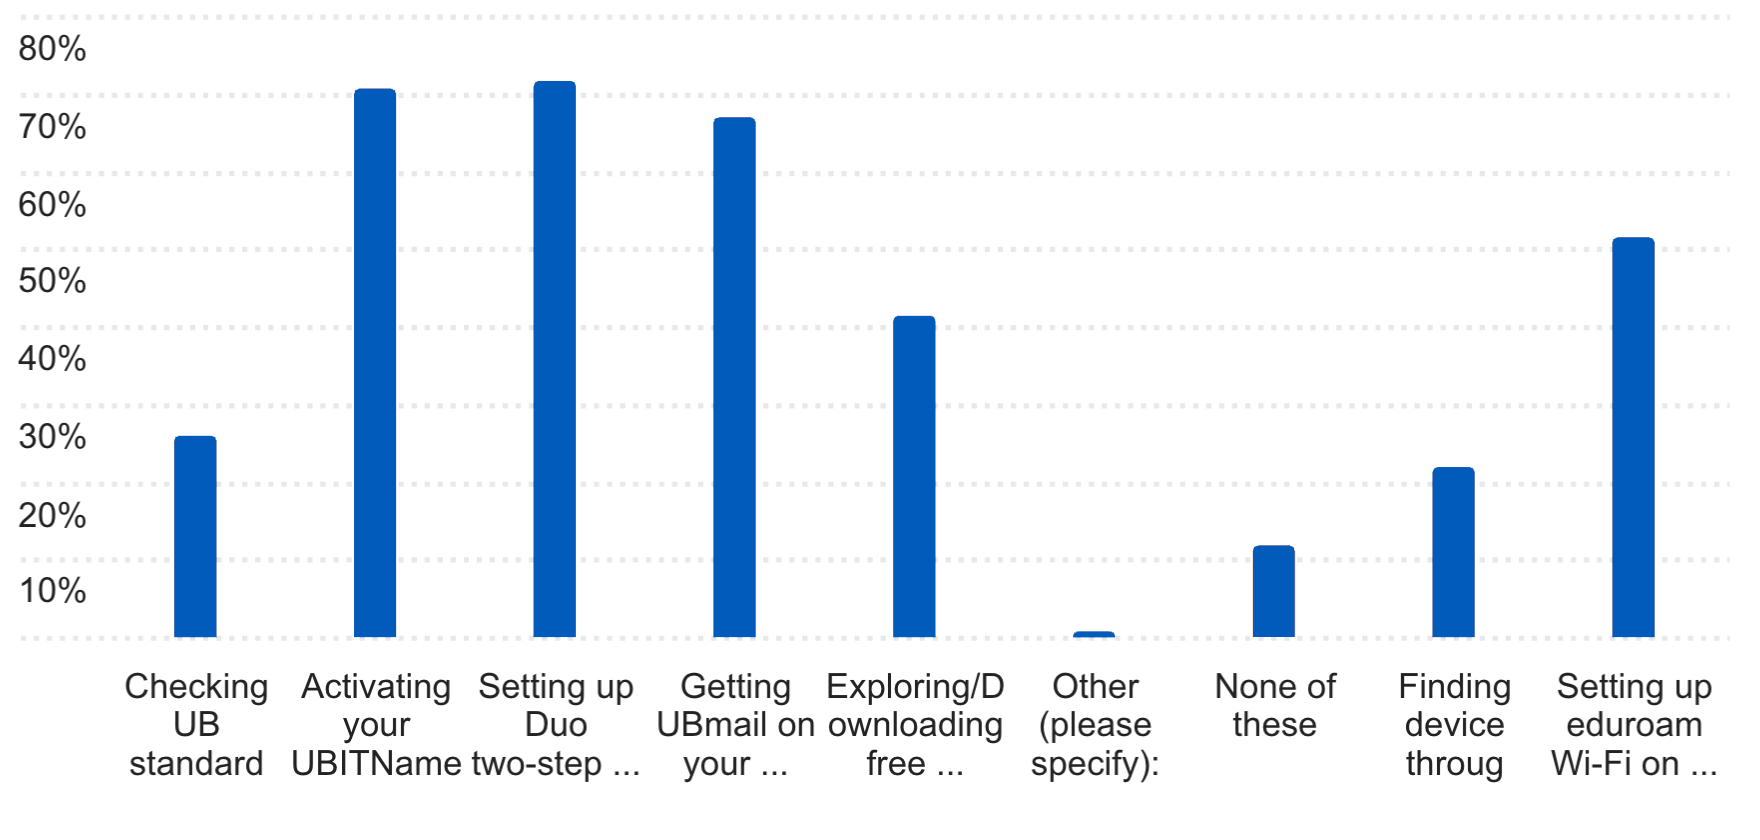 80%
70%
60%
50%
40%
30%
20%
10%
Checking
UB
standard
Activating
your
UBITName
Setting up
Duo
two-step ...
Getting
UBmail on
your ...
Exploring/D
ownloading
free ...
Other
(please
specify):
None of
these
Finding
device
throug
Setting up
eduroam
Wi-Fi on ...